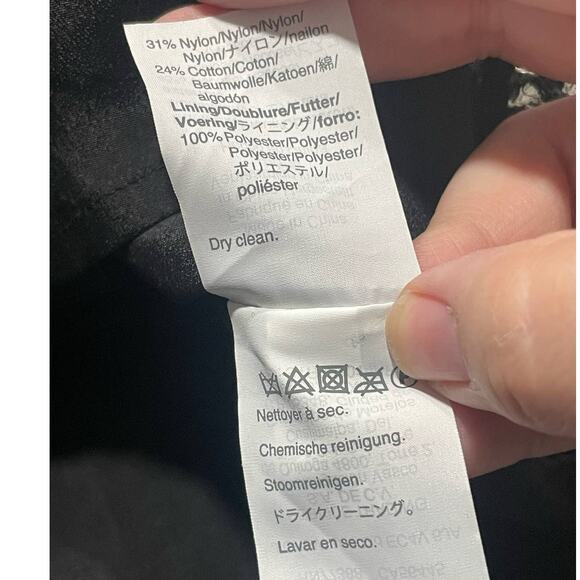 31% Nylon/Nylon/Nylon/
Nylon/ナイロン/nailon
24% Cotton/Coton/
Baumwolle/Katoen/綿/
algodón
Lining/Doublure/Futter/
Voering/ライニング/forro:
100% Polyester/Polyester/
Polyester/Polyester/
ポリエステル/
poliéster
Dry clean.
Nettoyer à sec.
Chemische reinigung.
Stoomreinigen.
ドライクリーニング。
Lavar en seco.